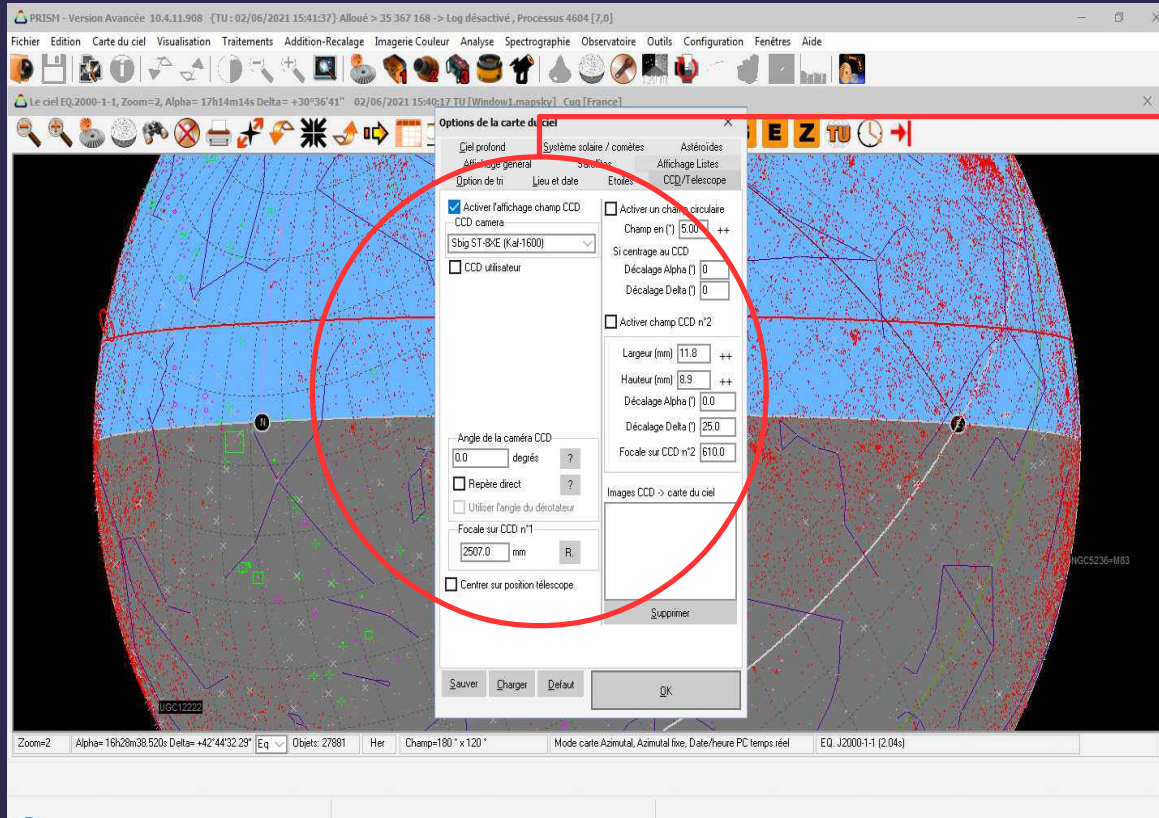 PRISM - Version Avancée 10.4.11.908 {TU : 02/06/2021 15:41:37} Alloué > 35 367 168 -> Log désactivé , Processus 4604 [7,0]
Fichier Edition Carte du ciel Visualisation Traitements Addition-Recalage Imagerie Couleur Analyse Spectrographie Observatoire Outils Configuration Fenêtres Aide
Le ciel EQ.2000-1-1, Zoom=2, Alpha= 17h14m14s Delta= +30°36'41" 02/06/2021 15:40:17 TU [Window1.mapsky] Cuq [France]
Options de la carte du ciel
E Z TU
Ciel profond Système solaire / comètes Astéroïdes
Affichage général Satellites Affichage Listes
Option de tri Lieu et date Etoiles CCD/Telescope
Activer l'affichage champ CCD
CCD camera
Sbig ST-8XE (Kaf-1600)
CCD utilisateur
Angle de la caméra CCD
0.0 degrés ?
Repère direct ?
Utiliser l'angle du dérotateur
Focale sur CCD n°1
2507.0 mm R.
Centrer sur position télescope
Activer un champ circulaire
Champ en (°) 5.00 ++
Si centrage au CCD
Décalage Alpha (') 0
Décalage Delta (') 0
Activer champ CCD n°2
Largeur (mm) 11.8 ++
Hauteur (mm) 8.9 ++
Décalage Alpha (') 0.0
Décalage Delta (') 25.0
Focale sur CCD n°2 610.0
Images CCD -> carte du ciel
Supprimer
Sauver Charger Defaut OK
N
E
NGC5236=M83
UGC12222
Zoom=2 Alpha= 16h28m38.520s Delta= +42°44'32.29" Eq Objets: 27881 Her Champ=180 ° x 120 ° Mode carte Azimutal, Azimutal fixe, Date/heure PC temps réel EQ. J2000-1-1 (2.04s)